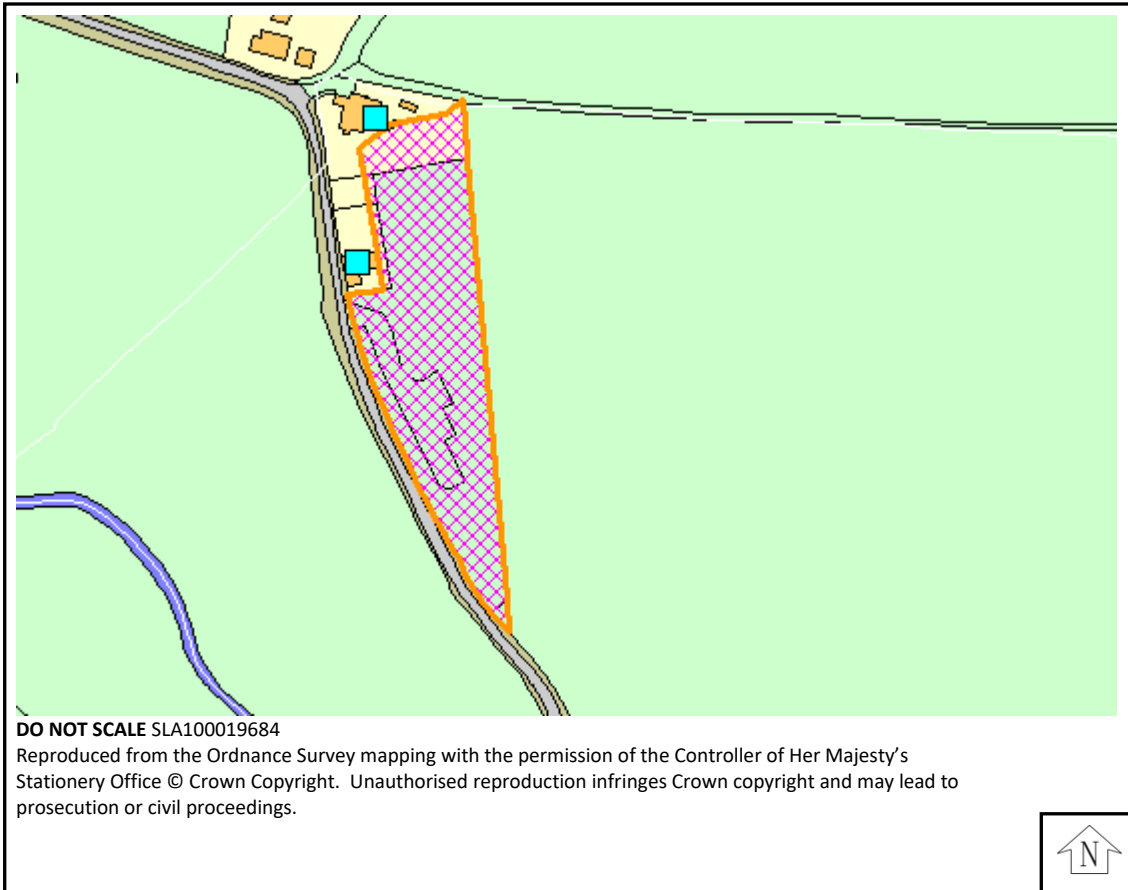 DO NOT SCALE SLA100019684
Reproduced from the Ordnance Survey mapping with the permission of the Controller of Her Majesty’s
Stationery Office © Crown Copyright.  Unauthorised reproduction infringes Crown copyright and may lead to
prosecution or civil proceedings.
N